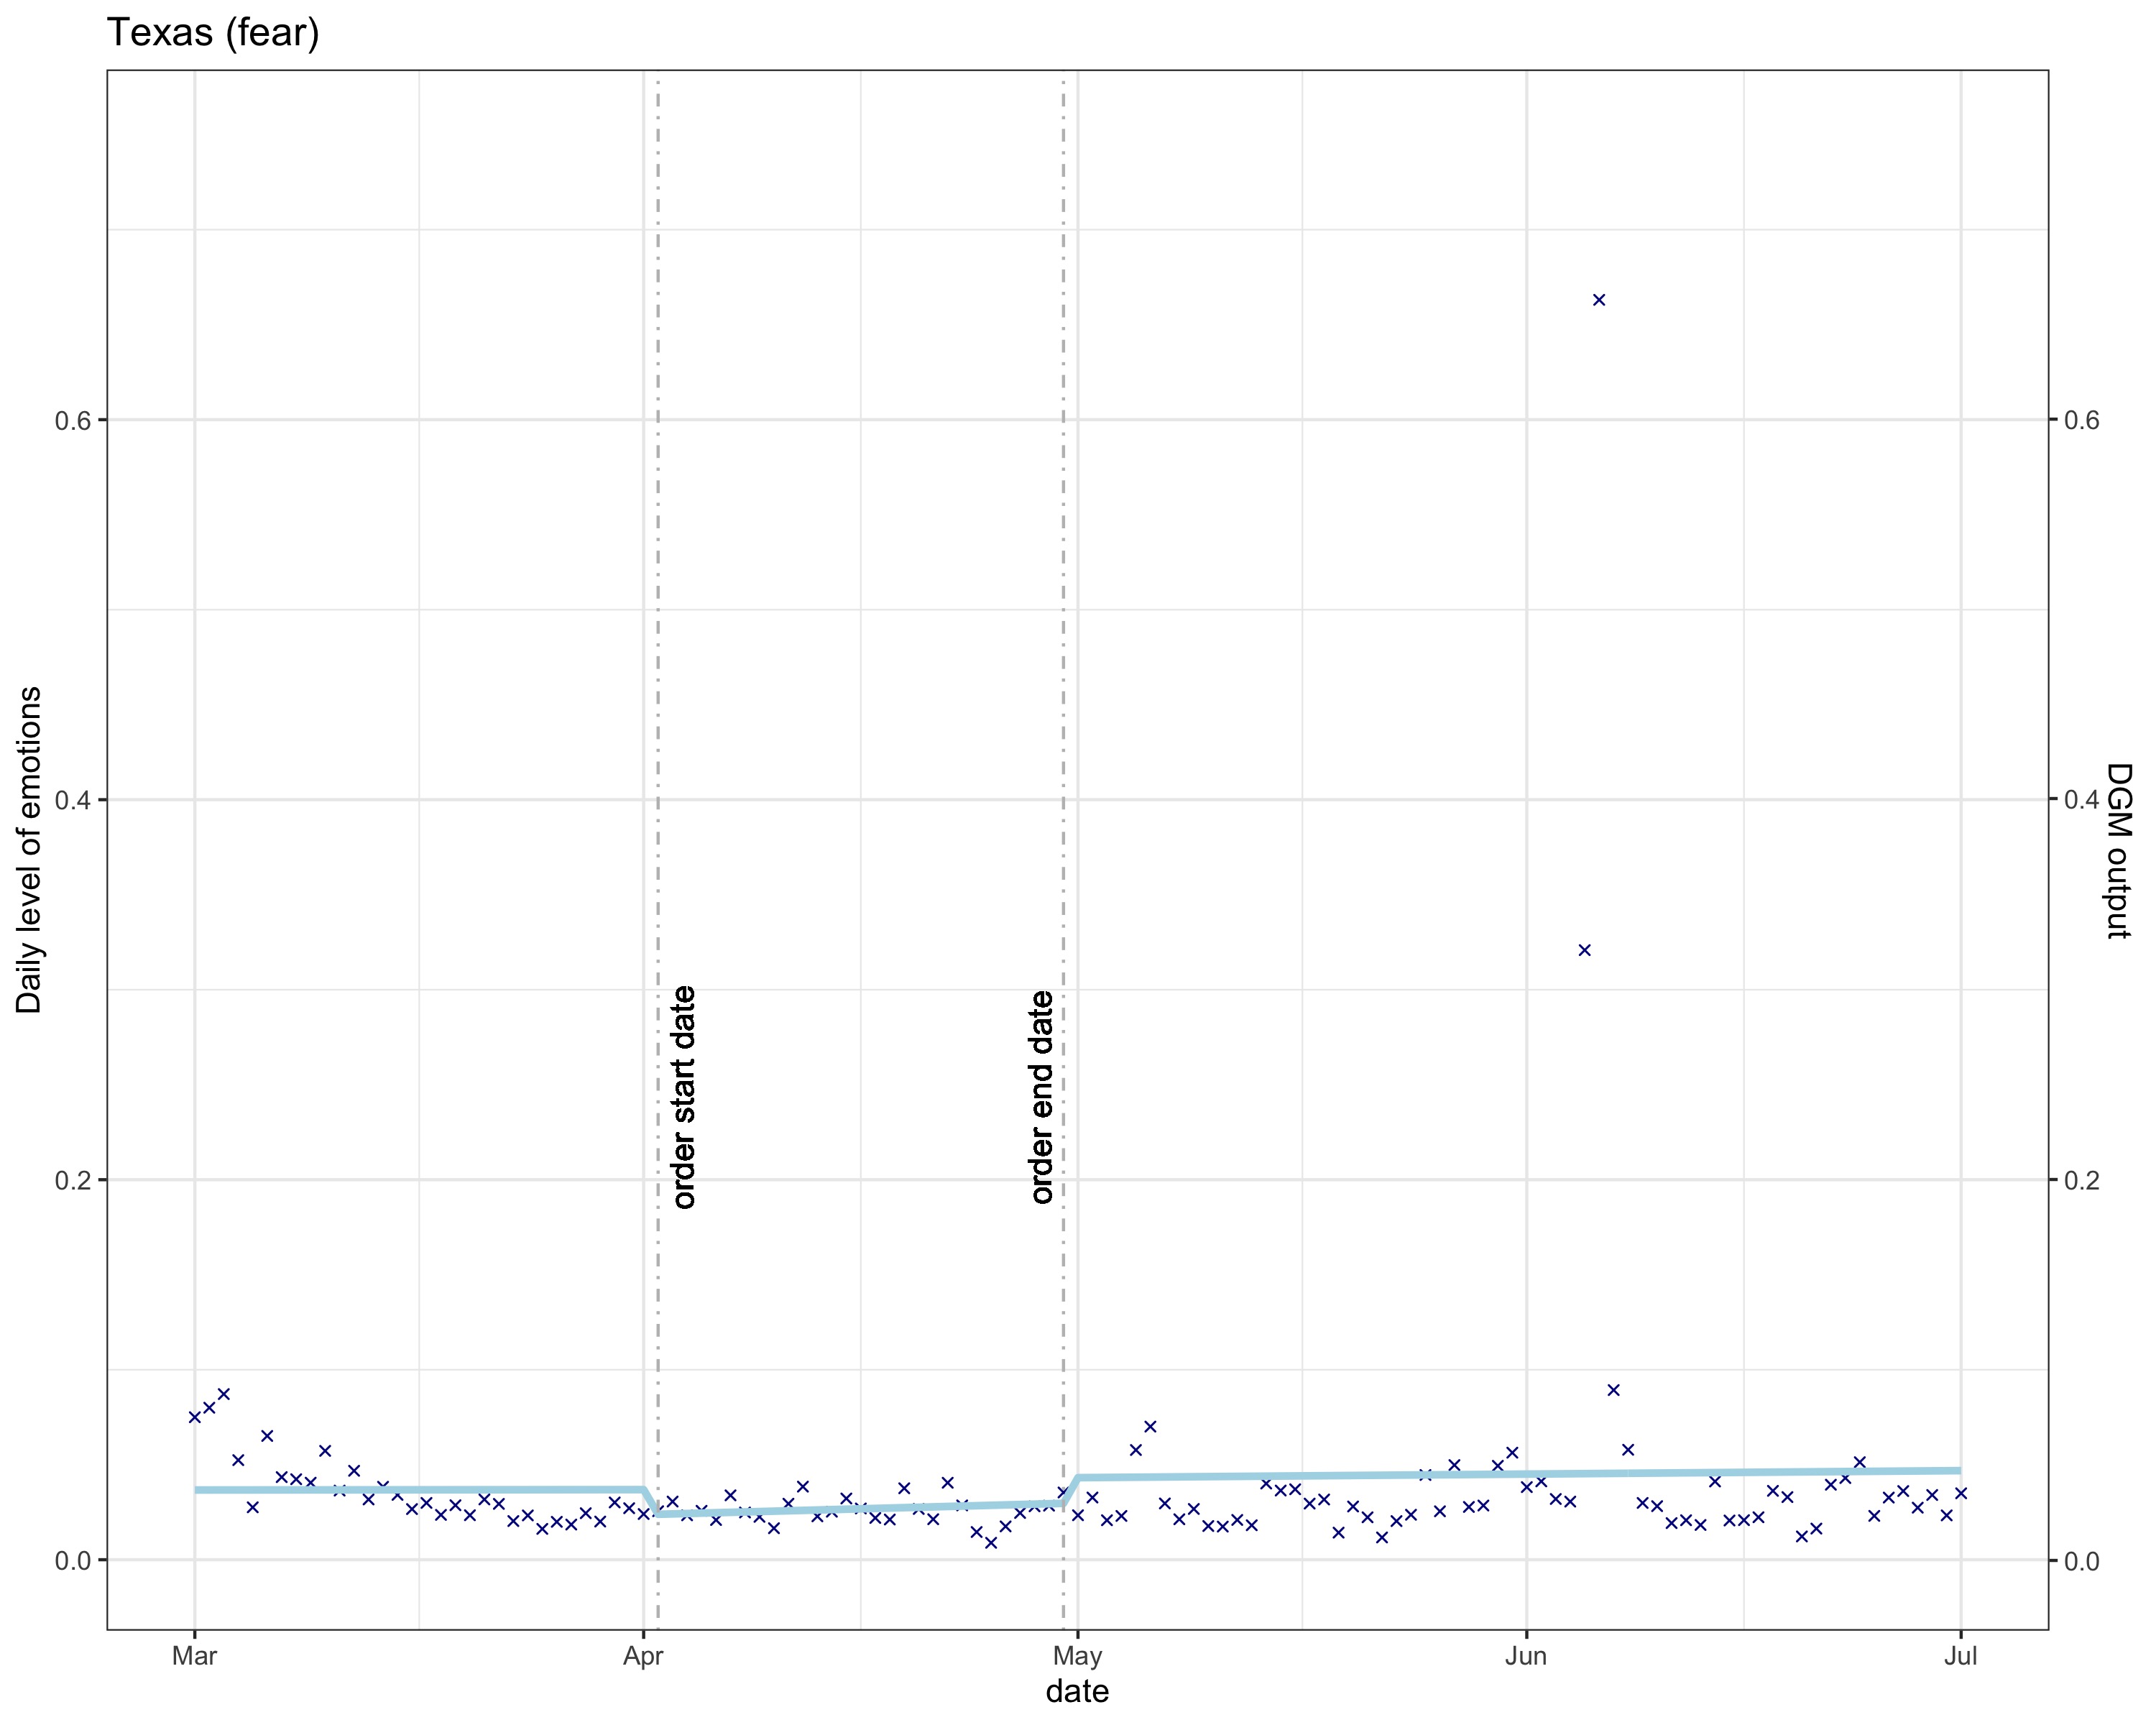 Texas (fear)
Daily level of emotions
0.6
0.4
0.2
0.0
order start date
order end date
0.6
0.4
0.2
0.0
DGM output
Mar
Apr
May
Jun
Jul
date